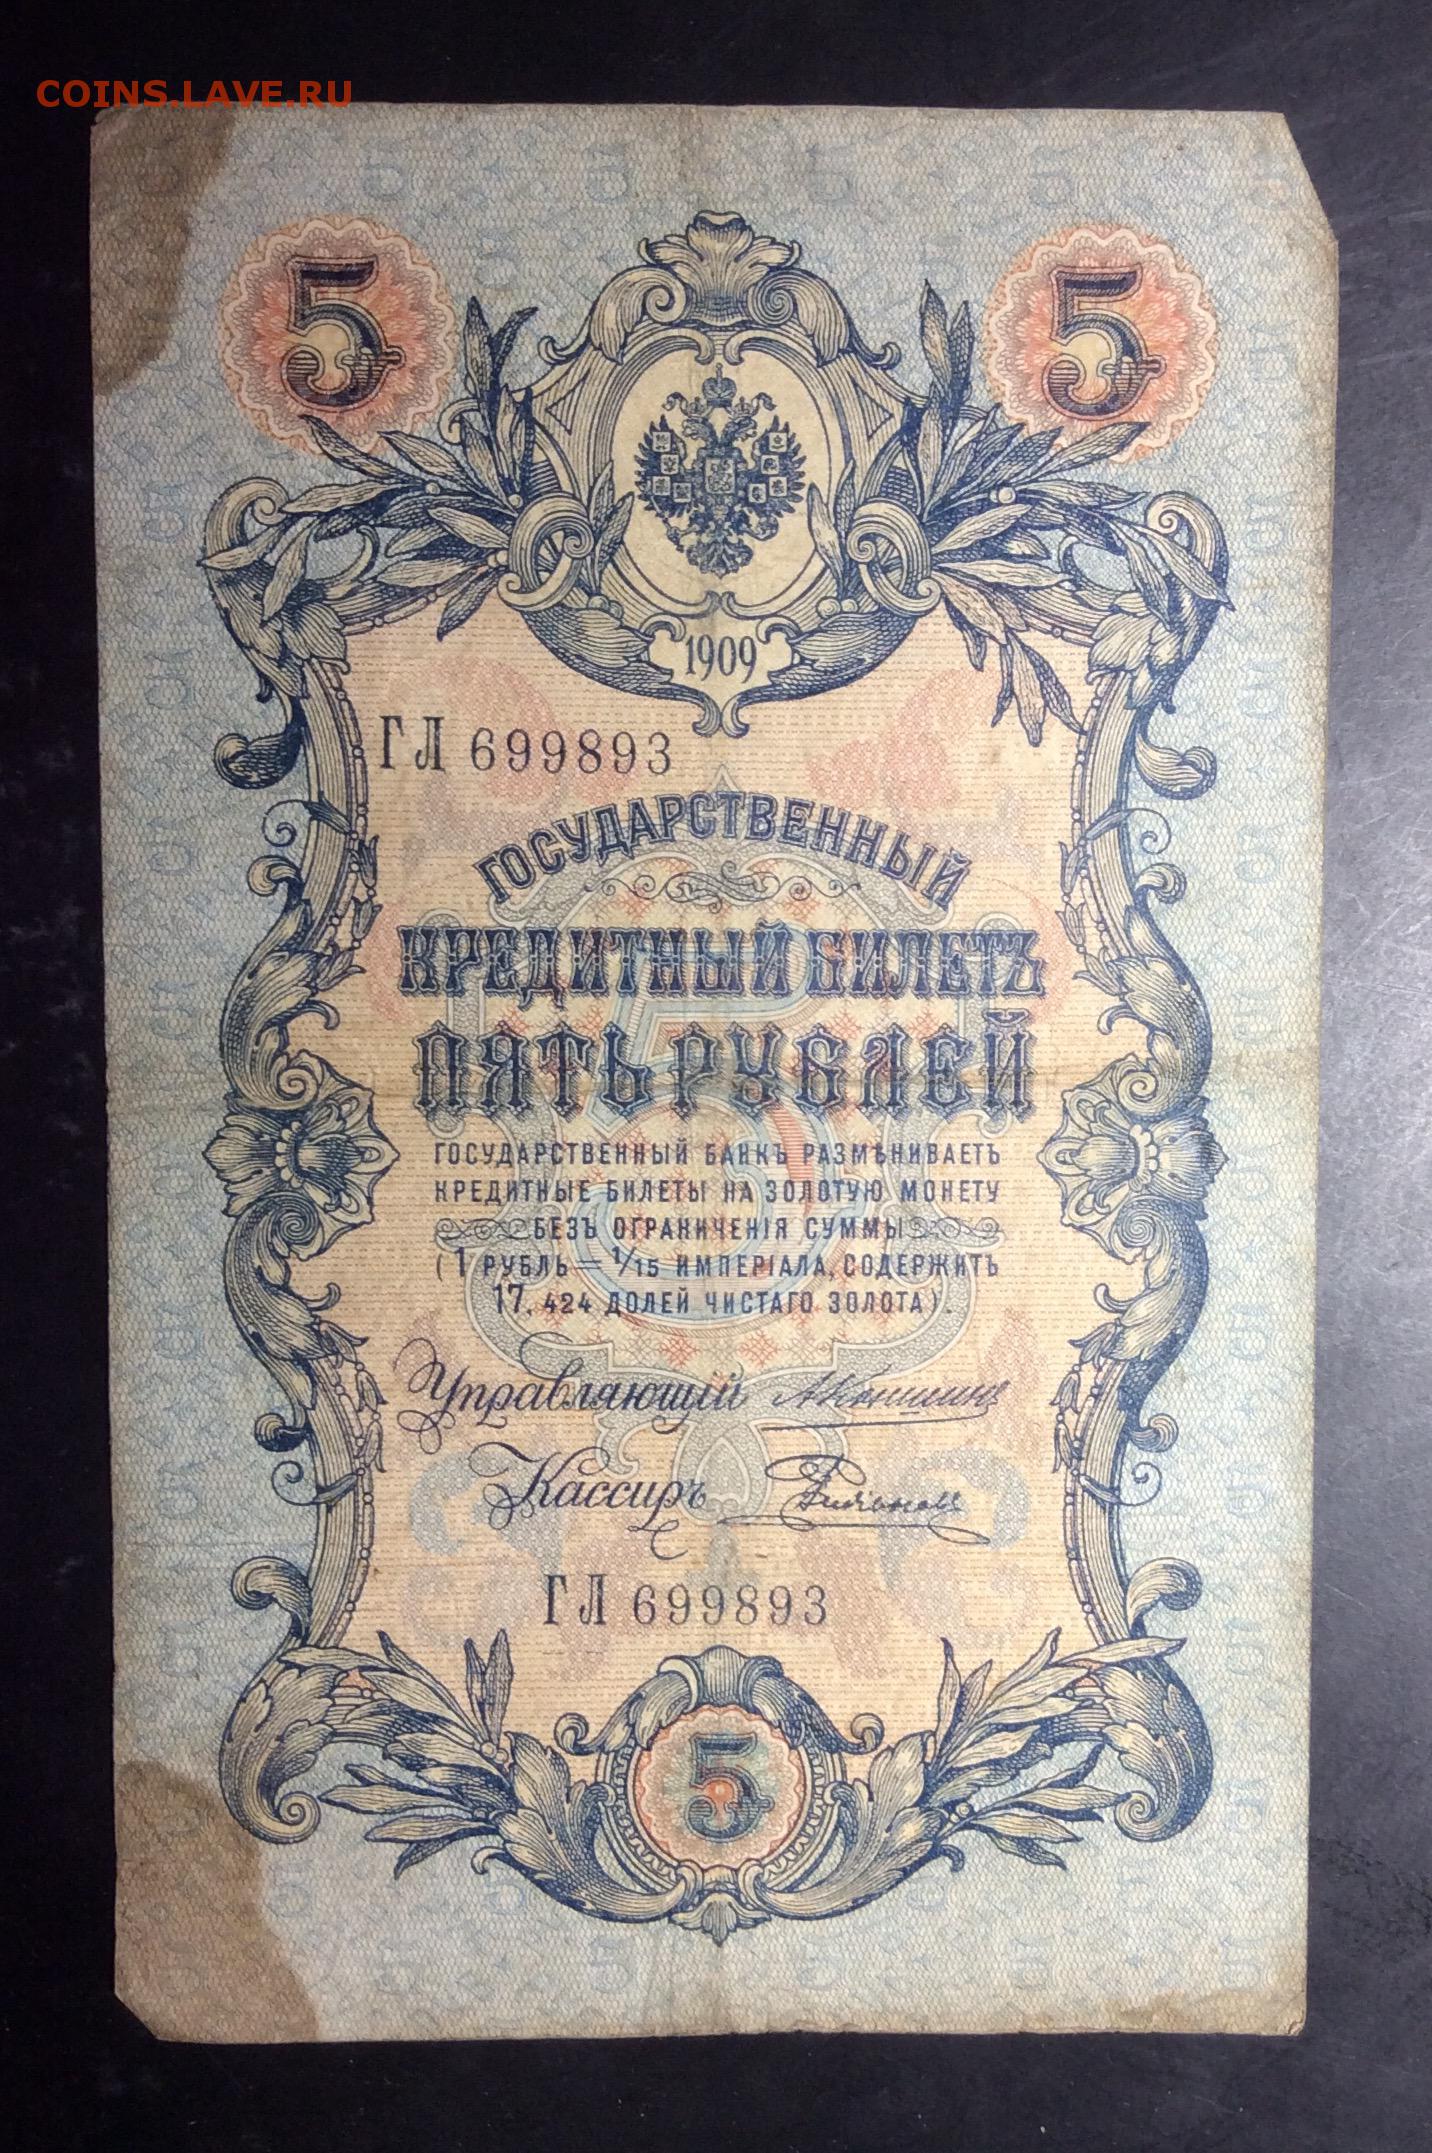 COINS.LAVE.RU
5 5
1909
ГЛ 699893
ГОСУДАРСТВЕННЫЙ
КРЕДИТНЫЙ БИЛЕТЪ
ПЯТЬ РУБЛЕЙ
ГОСУДАРСТВЕННЫЙ БАНКЪ РАЗМѢНИВАЕТЪ
КРЕДИТНЫЕ БИЛЕТЫ НА ЗОЛОТУЮ МОНЕТУ
БЕЗЪ ОГРАНИЧЕНІЯ СУММЫ
(1 РУБЛЬ = 1/15 ИМПЕРІАЛА, СОДЕРЖИТЪ
17,424 ДОЛЕЙ ЧИСТАГО ЗОЛОТА).
Управляющій
Кассиръ
ГЛ 699893
5